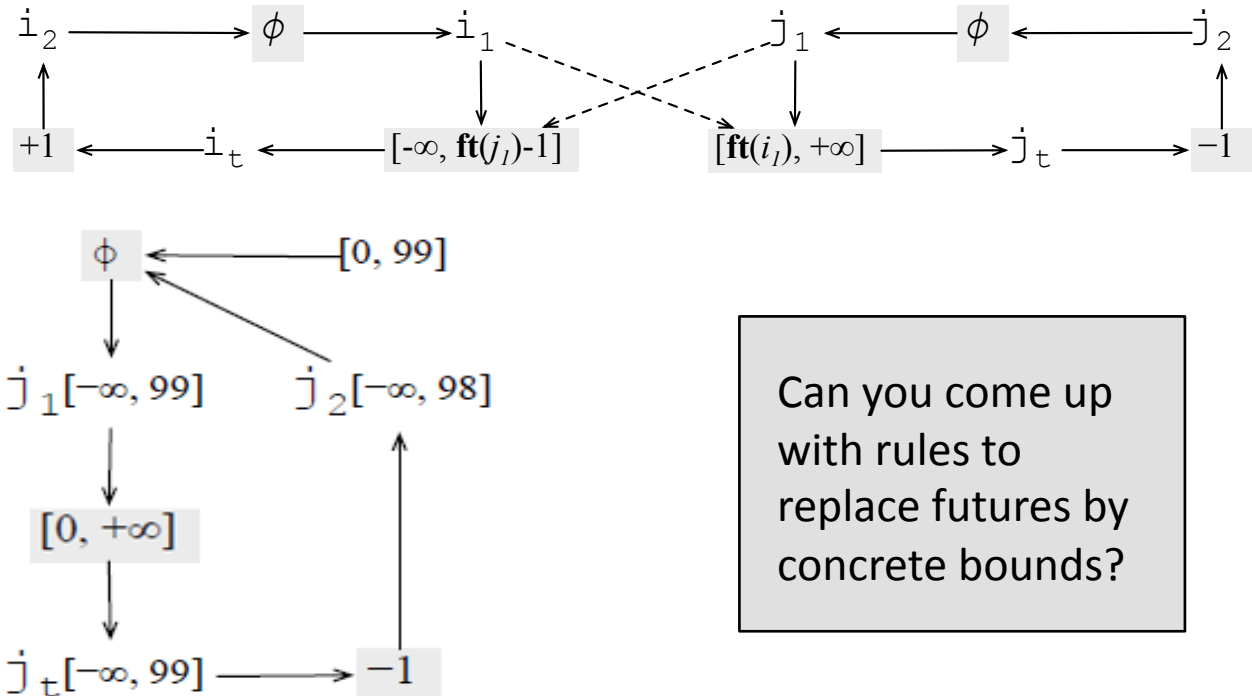 i2 ϕ i1 j1 ϕ j2
+1 it [-∞, ft(j1)-1] [ft(i1), +∞] jt −1
ϕ [0, 99]
j1[−∞, 99] j2[−∞, 98]
[0, +∞]
jt[−∞, 99] −1
Can you come up
with rules to
replace futures by
concrete bounds?